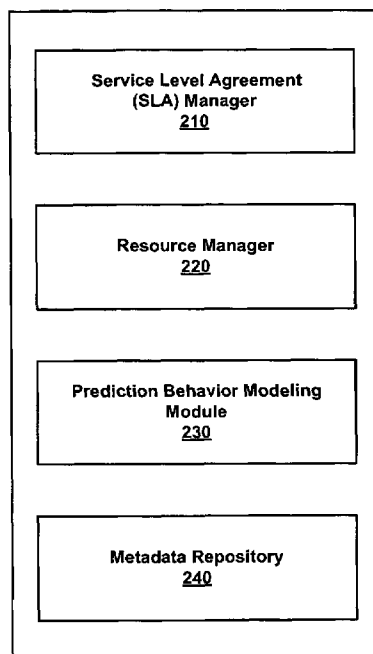 Service Level Agreement
(SLA) Manager
210
Resource Manager
220
Prediction Behavior Modeling
Module
230
Metadata Repository
240